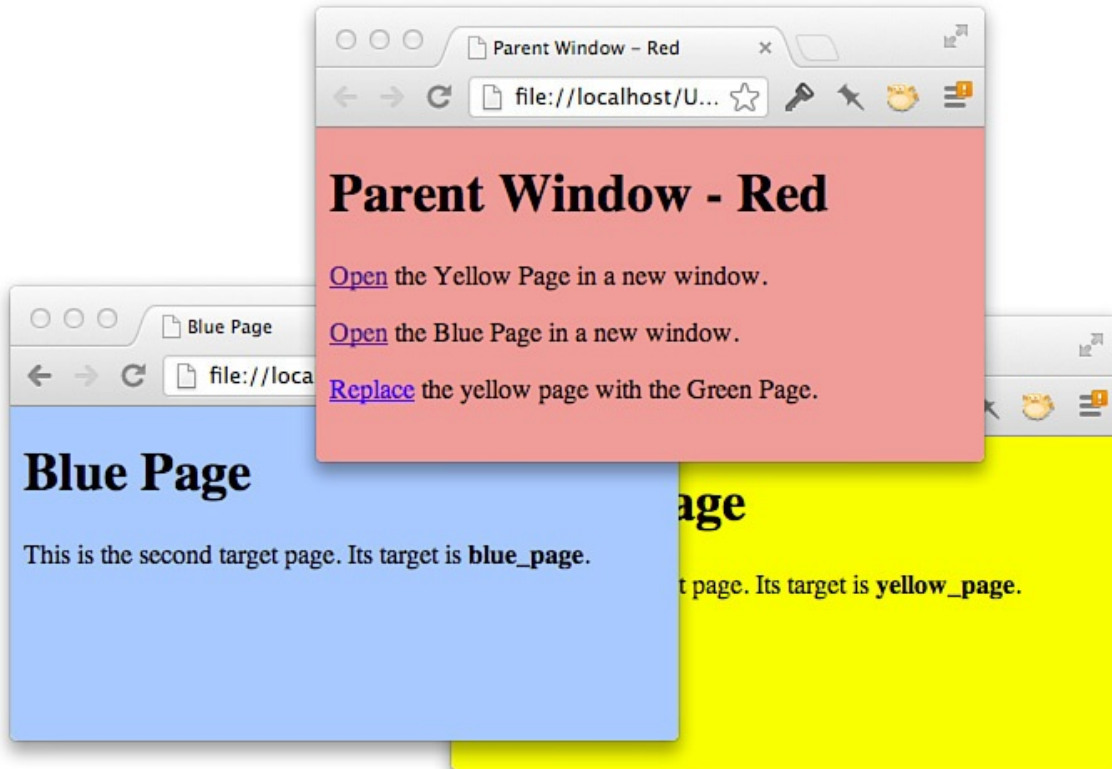 Parent Window – Red
file://localhost/U...
Parent Window - Red
Open the Yellow Page in a new window.
Open the Blue Page in a new window.
Replace the yellow page with the Green Page.
Blue Page
file://loca
Blue Page
This is the second target page. Its target is blue_page.
age
t page. Its target is yellow_page.